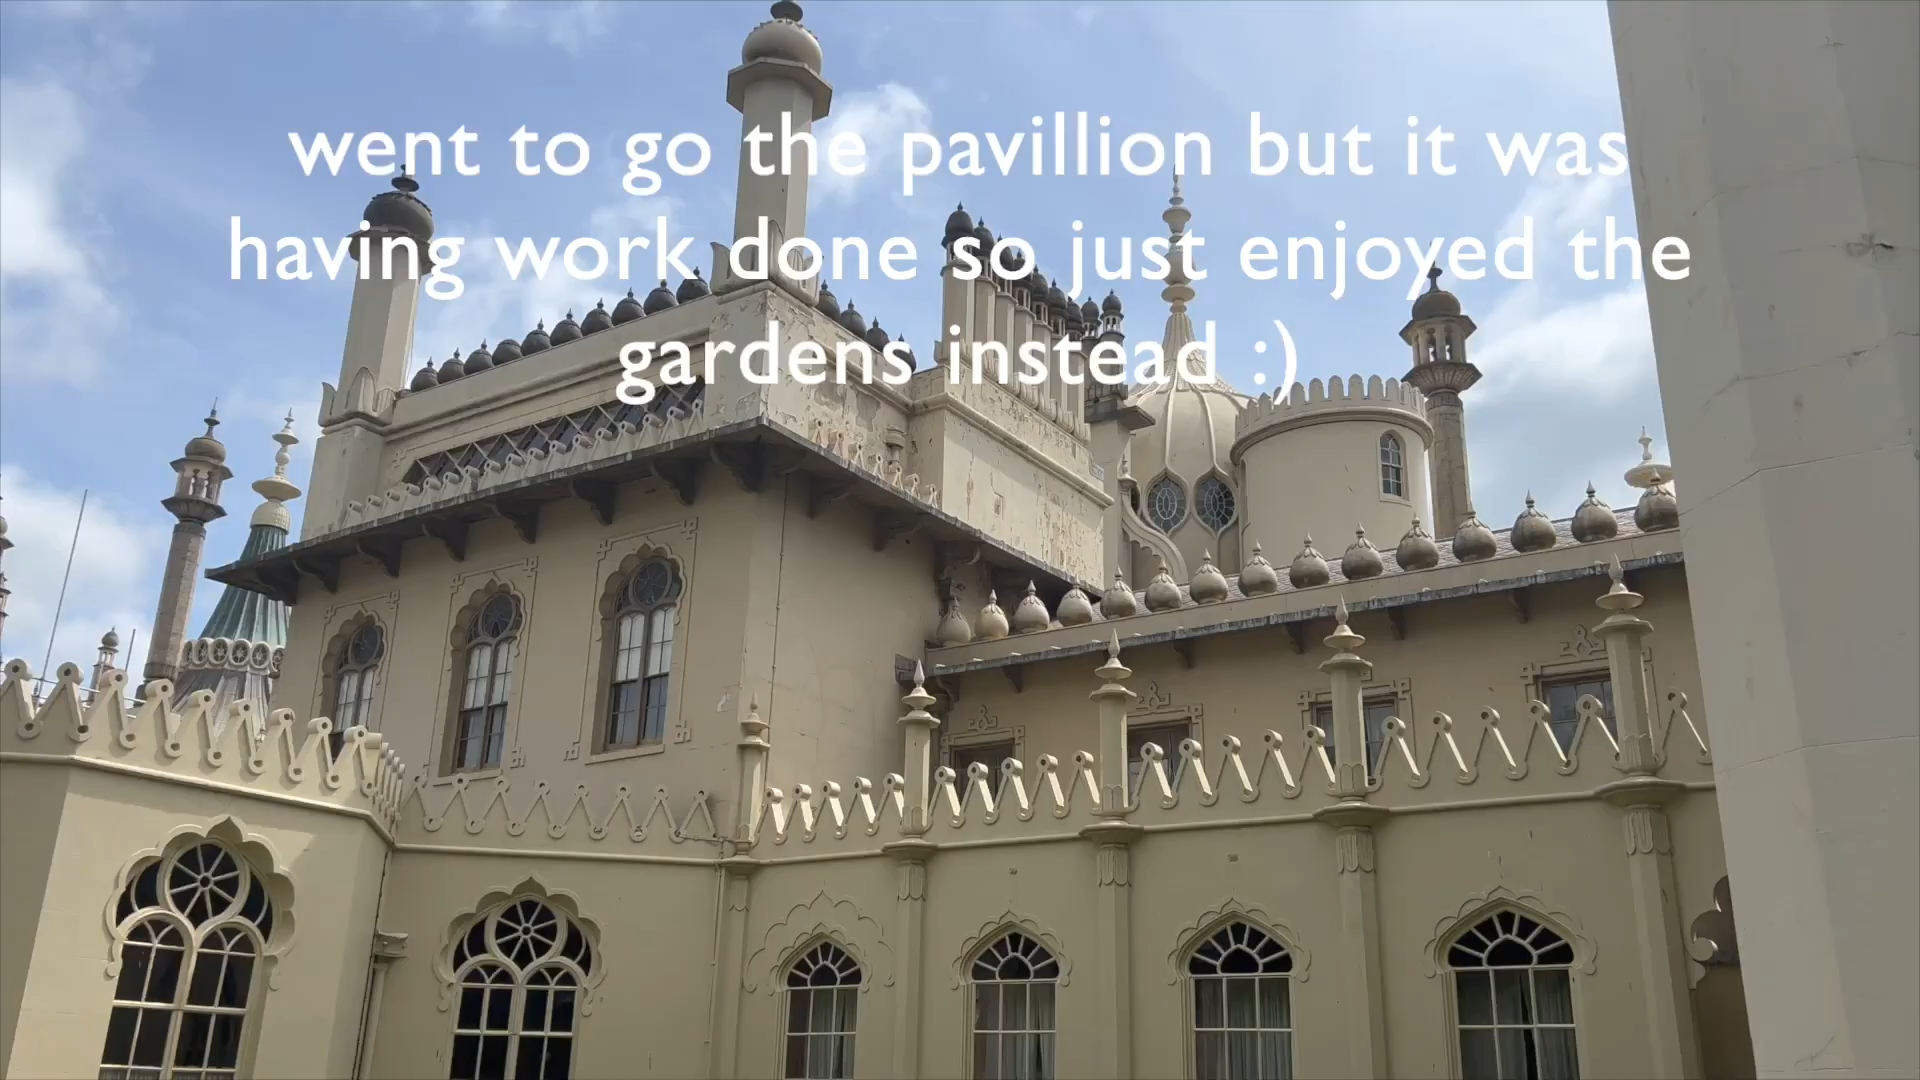 went to go the pavillion but it was
having work done so just enjoyed the
gardens instead :)